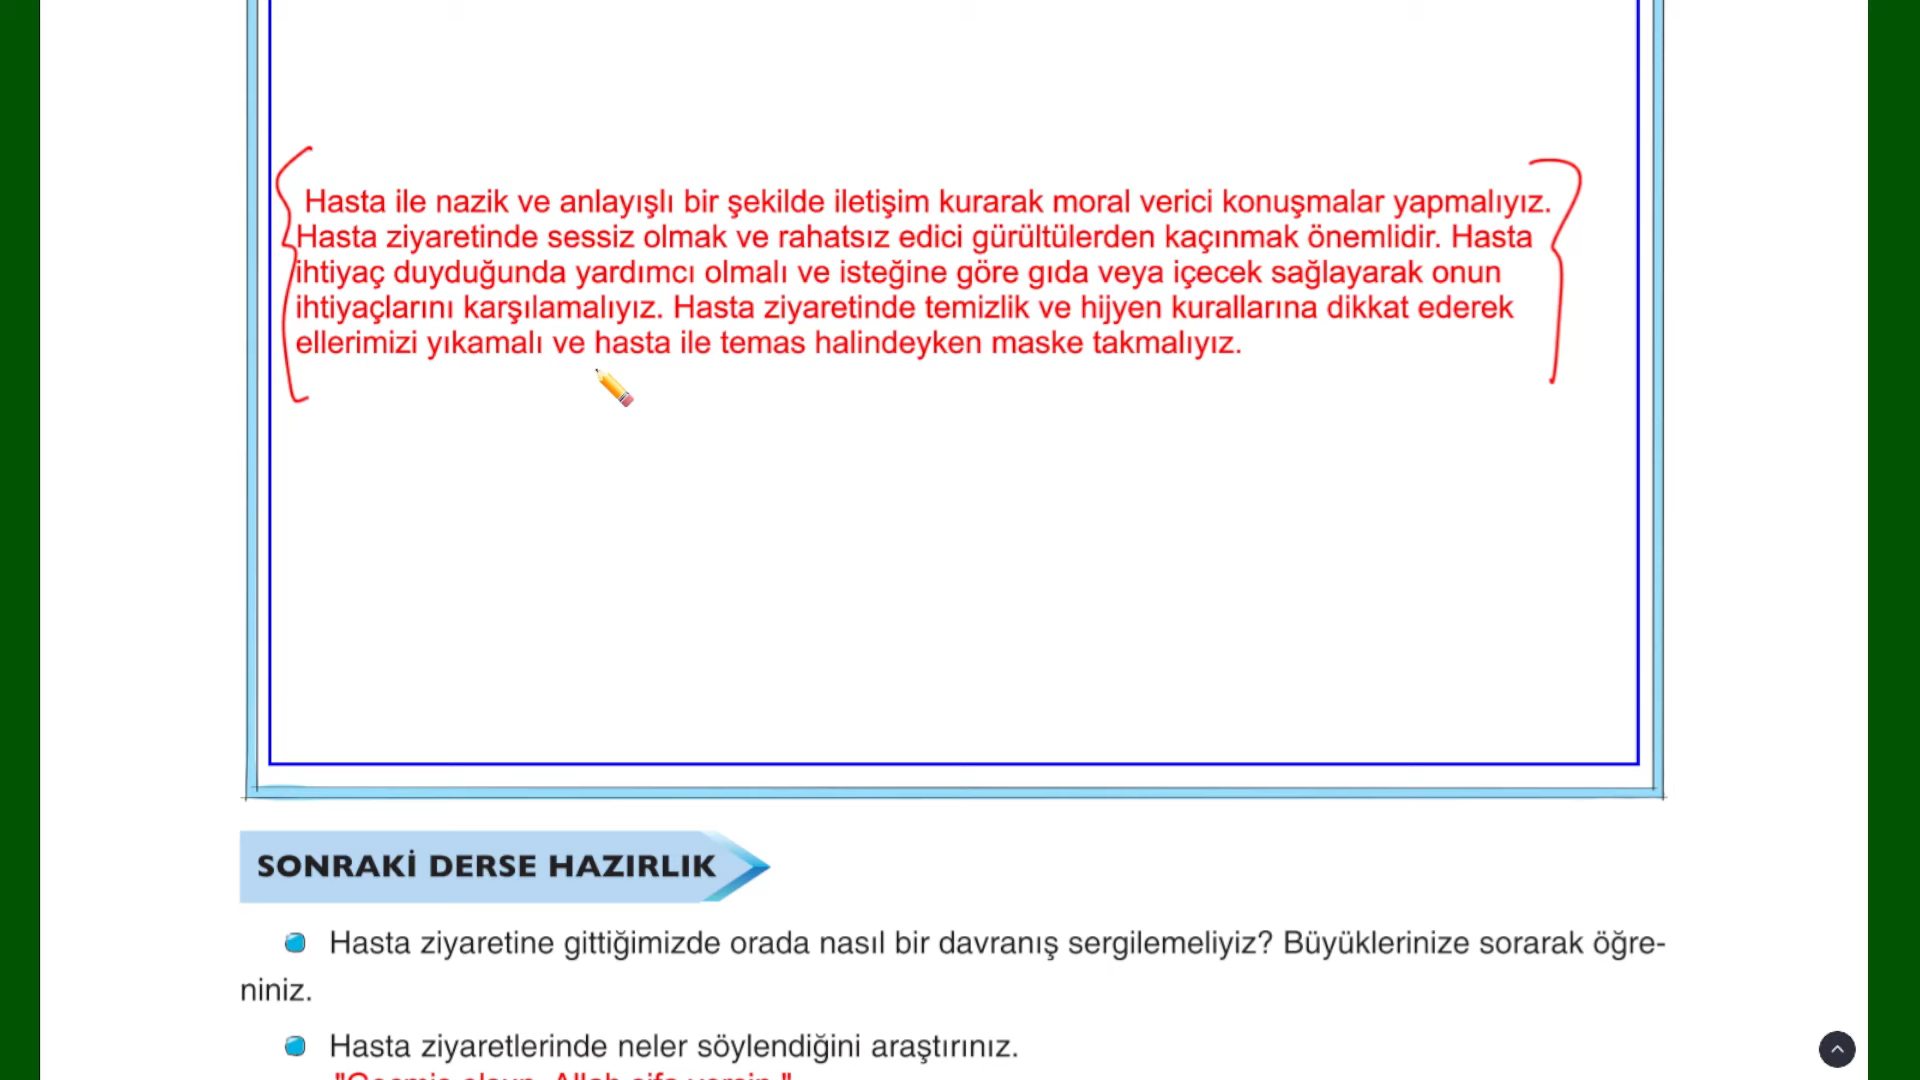 Hasta ile nazik ve anlayışlı bir şekilde iletişim kurarak moral verici konuşmalar yapmalıyız.
Hasta ziyaretinde sessiz olmak ve rahatsız edici gürültülerden kaçınmak önemlidir. Hasta
ihtiyaç duyduğunda yardımcı olmalı ve isteğine göre gıda veya içecek sağlayarak onun
ihtiyaçlarını karşılamalıyız. Hasta ziyaretinde temizlik ve hijyen kurallarına dikkat ederek
ellerimizi yıkamalı ve hasta ile temas halindeyken maske takmalıyız.
SONRAKİ DERSE HAZIRLIK
Hasta ziyaretine gittiğimizde orada nasıl bir davranış sergilemeliyiz? Büyüklerinize sorarak öğre-
niniz.
Hasta ziyaretlerinde neler söylendiğini araştırınız.